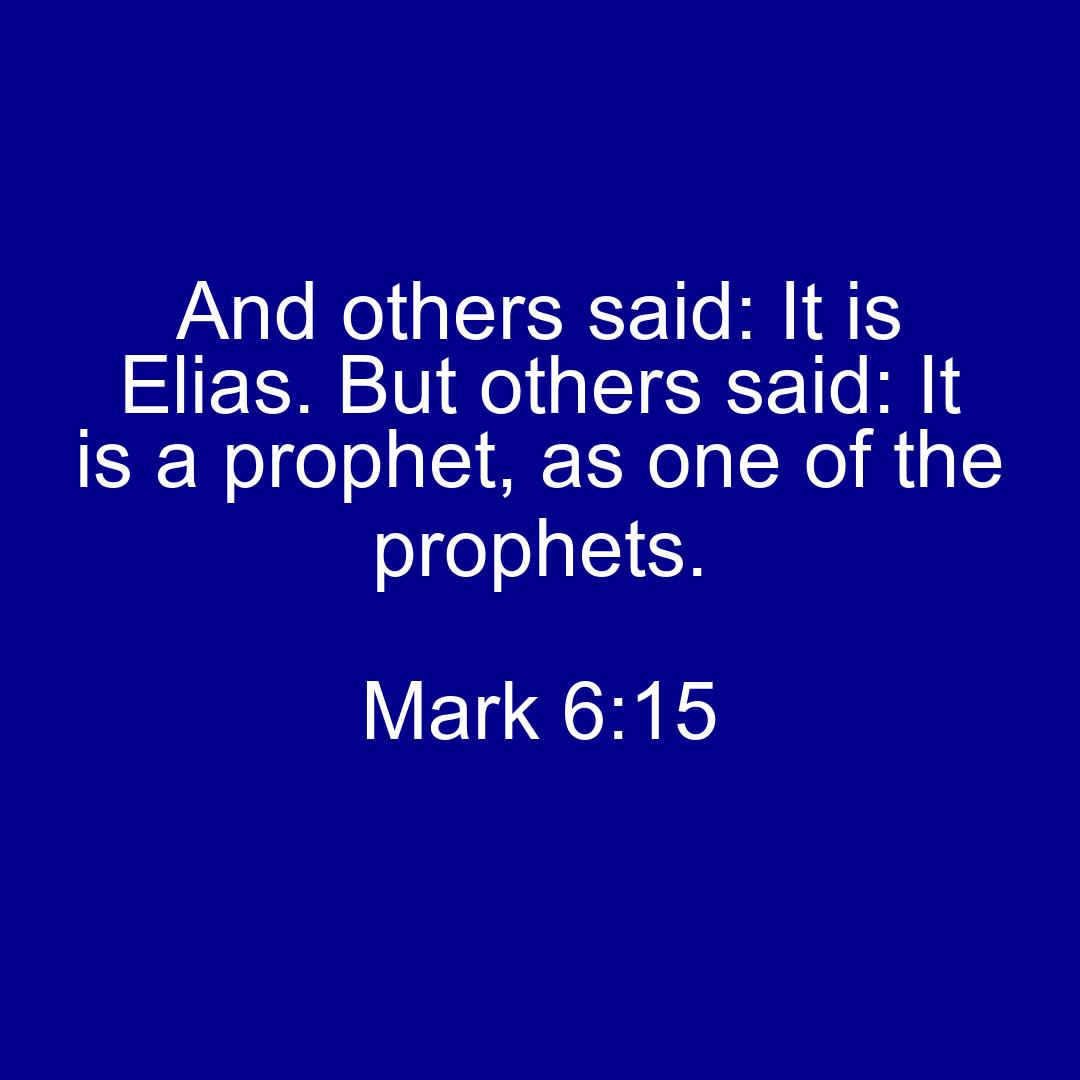 And others said: It is
Elias. But others said: It
is a prophet, as one of the
prophets.
Mark 6:15